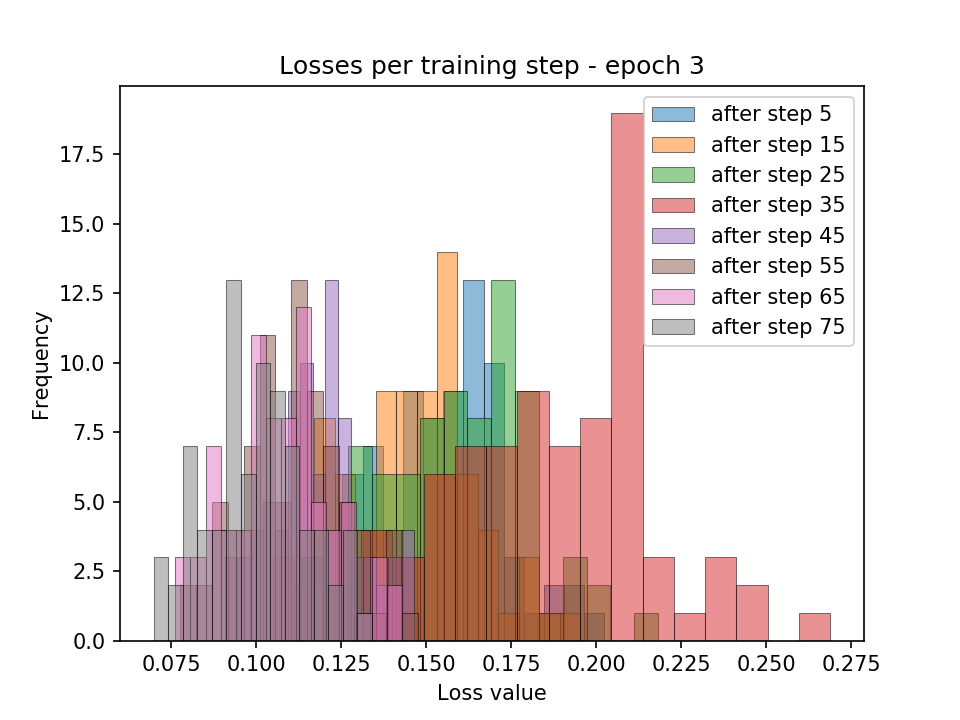 Losses per training step - epoch 3
after step 5
after step 15
after step 25
after step 35
after step 45
after step 55
after step 65
after step 75
17.5
15.0
12.5
10.0
7.5
5.0
2.5
0.0
Frequency
0.075 0.100 0.125 0.150 0.175 0.200 0.225 0.250 0.275
Loss value